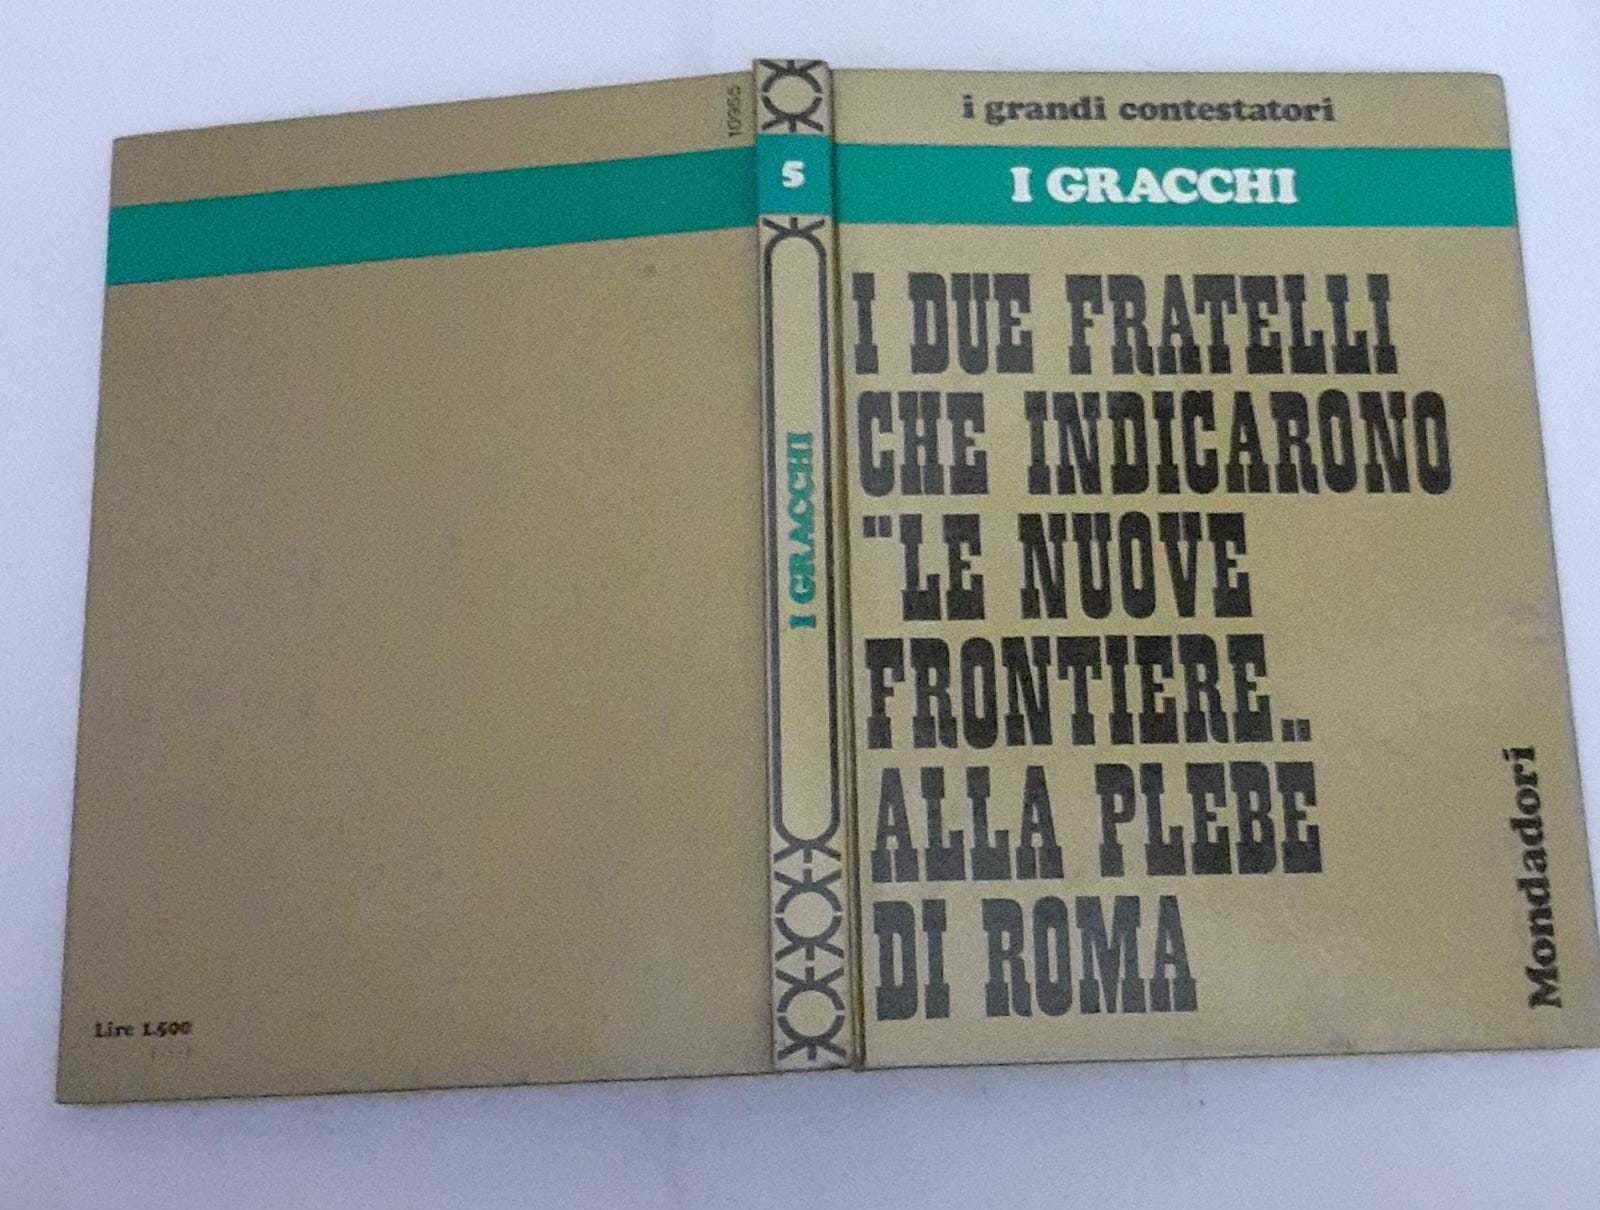 Lire 1.500
10955
5
I GRACCHI
i grandi contestatori
I GRACCHI
I DUE FRATELLI
CHE INDICARONO
"LE NUOVE
FRONTIERE„
ALLA PLEBE
DI ROMA
Mondadori